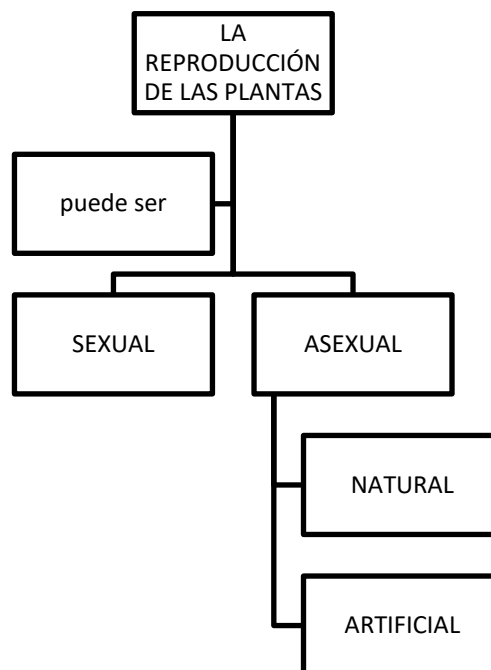 LA
REPRODUCCIÓN
DE LAS PLANTAS
puede ser
SEXUAL
ASEXUAL
NATURAL
ARTIFICIAL